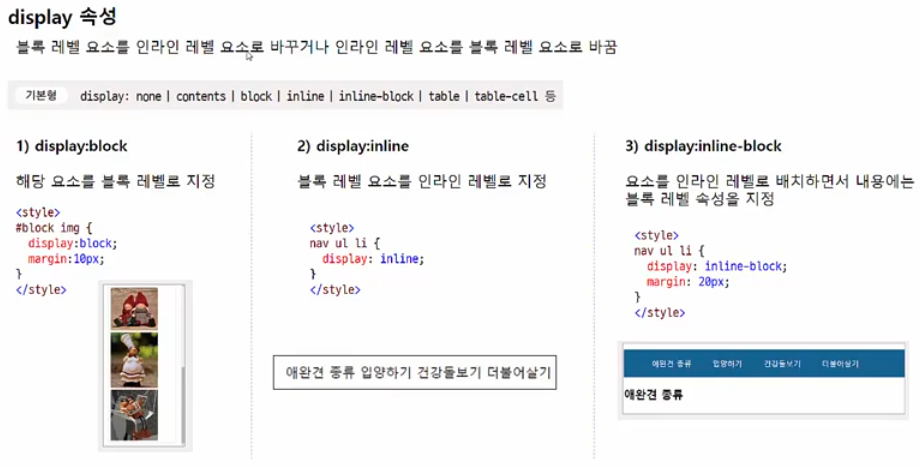 display 속성
블록 레벨 요소를 인라인 레벨 요소로 바꾸거나 인라인 레벨 요소를 블록 레벨 요소로 바꿈
기본형 display: none | contents | block | inline | inline-block | table | table-cell 등
1) display:block
해당 요소를 블록 레벨로 지정
<style>
#block img {
display:block;
margin:10px;
}
</style>
2) display:inline
블록 레벨 요소를 인라인 레벨로 지정
<style>
nav ul li {
display: inline;
}
</style>
애완견 종류 입양하기 건강돌보기 더불어살기
3) display:inline-block
요소를 인라인 레벨로 배치하면서 내용에는
블록 레벨 속성을 지정
<style>
nav ul li {
display: inline-block;
margin: 20px;
}
</style>
애완견 종류 입양하기 건강돌보기 더불어살기
애완견 종류